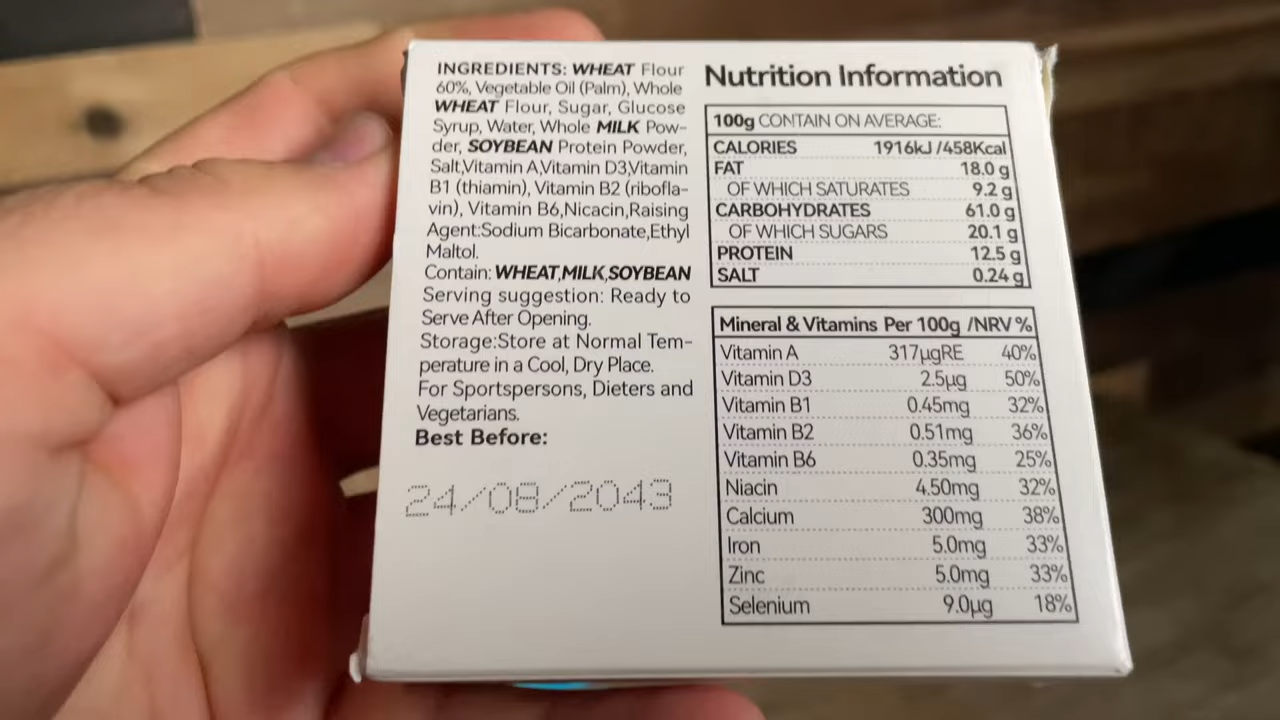 INGREDIENTS: WHEAT Flour
60%, Vegetable Oil (Palm), Whole
WHEAT Flour, Sugar, Glucose
Syrup, Water, Whole MILK Pow-
der, SOYBEAN Protein Powder,
Salt,Vitamin A,Vitamin D3,Vitamin
B1 (thiamin), Vitamin B2 (ribofla-
vin), Vitamin B6,Nicacin,Raising
Agent:Sodium Bicarbonate,Ethyl
Maltol.
Contain: WHEAT,MILK,SOYBEAN
Serving suggestion: Ready to
Serve After Opening.
Storage:Store at Normal Tem-
perature in a Cool, Dry Place.
For Sportspersons, Dieters and
Vegetarians.
Best Before:
24/08/2043
Nutrition Information
100g CONTAIN ON AVERAGE:
CALORIES 1916kJ /458Kcal
FAT 18.0 g
OF WHICH SATURATES 9.2 g
CARBOHYDRATES 61.0 g
OF WHICH SUGARS 20.1 g
PROTEIN 12.5 g
SALT 0.24 g
Mineral & Vitamins Per 100g /NRV %
Vitamin A 317µgRE 40%
Vitamin D3 2.5µg 50%
Vitamin B1 0.45mg 32%
Vitamin B2 0.51mg 36%
Vitamin B6 0.35mg 25%
Niacin 4.50mg 32%
Calcium 300mg 38%
Iron 5.0mg 33%
Zinc 5.0mg 33%
Selenium 9.0µg 18%